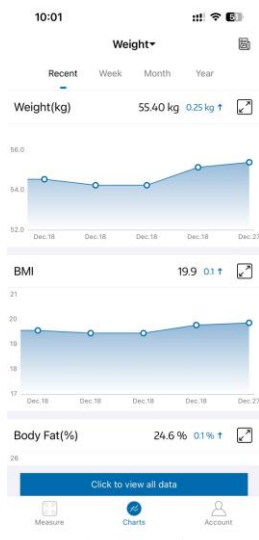 10:01
Weight▾
Recent Week Month Year
Weight(kg) 55.40 kg 0.25 kg ↑
56.0
54.0
52.0
Dec.18 Dec.18 Dec.18 Dec.18 Dec.27
BMI 19.9 0.1 ↑
21
20
19
18
17
Dec.18 Dec.18 Dec.18 Dec.18 Dec.27
Body Fat(%) 24.6 % 0.1 % ↑
26
Click to view all data
Measure Charts Account